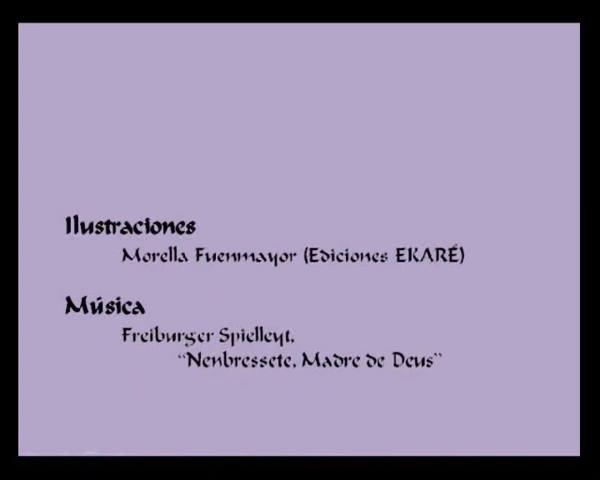 Ilustraciones
Morella Fuenmayor (Ediciones EKARÉ)
Música
Freiburger Spielleyt,
"Nenbressete, Madre de Deus"